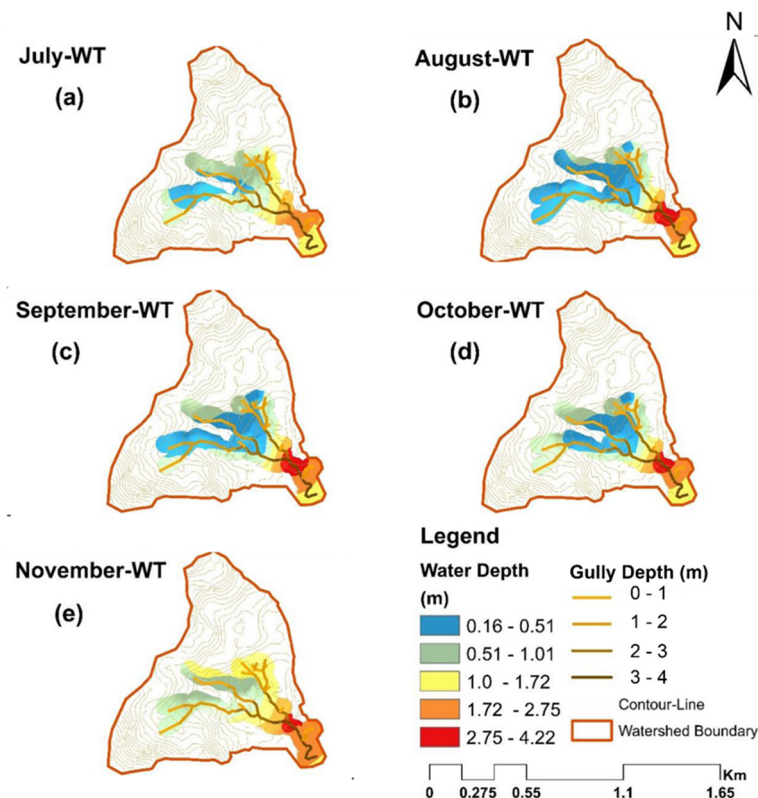 N
July-WT
(a)
August-WT
(b)
September-WT
(c)
October-WT
(d)
November-WT
(e)
Legend
Water Depth
(m)
0.16 - 0.51
0.51 - 1.01
1.0 - 1.72
1.72 - 2.75
2.75 - 4.22
Gully Depth (m)
0 - 1
1 - 2
2 - 3
3 - 4
Contour-Line
Watershed Boundary
Km
0 0.275 0.55 1.1 1.65